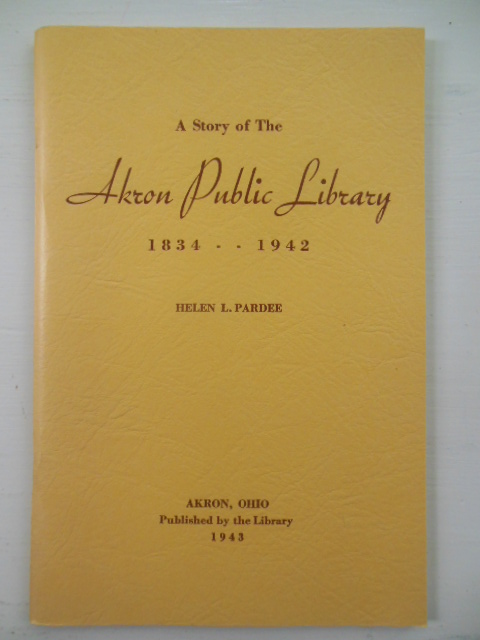 A Story of The
Akron Public Library
1834 - - 1942
HELEN L. PARDEE
AKRON, OHIO
Published by the Library
1943